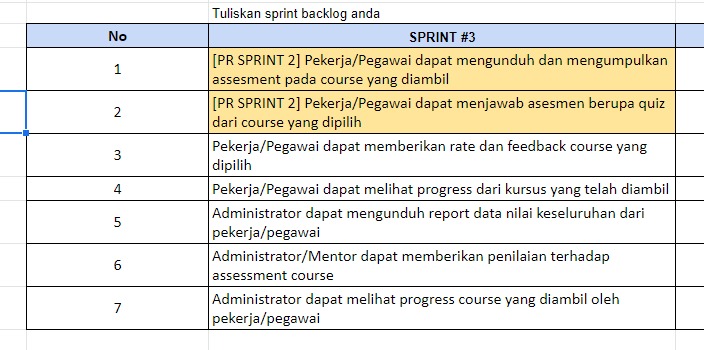 Tuliskan sprint backlog anda
No SPRINT #3
1 [PR SPRINT 2] Pekerja/Pegawai dapat mengunduh dan mengumpulkan
assesment pada course yang diambil
2 [PR SPRINT 2] Pekerja/Pegawai dapat menjawab asesmen berupa quiz
dari course yang dipilih
3 Pekerja/Pegawai dapat memberikan rate dan feedback course yang
dipilih
4 Pekerja/Pegawai dapat melihat progress dari kursus yang telah diambil
5 Administrator dapat mengunduh report data nilai keseluruhan dari
pekerja/pegawai
6 Administrator/Mentor dapat memberikan penilaian terhadap
assessment course
7 Administrator dapat melihat progress course yang diambil oleh
pekerja/pegawai